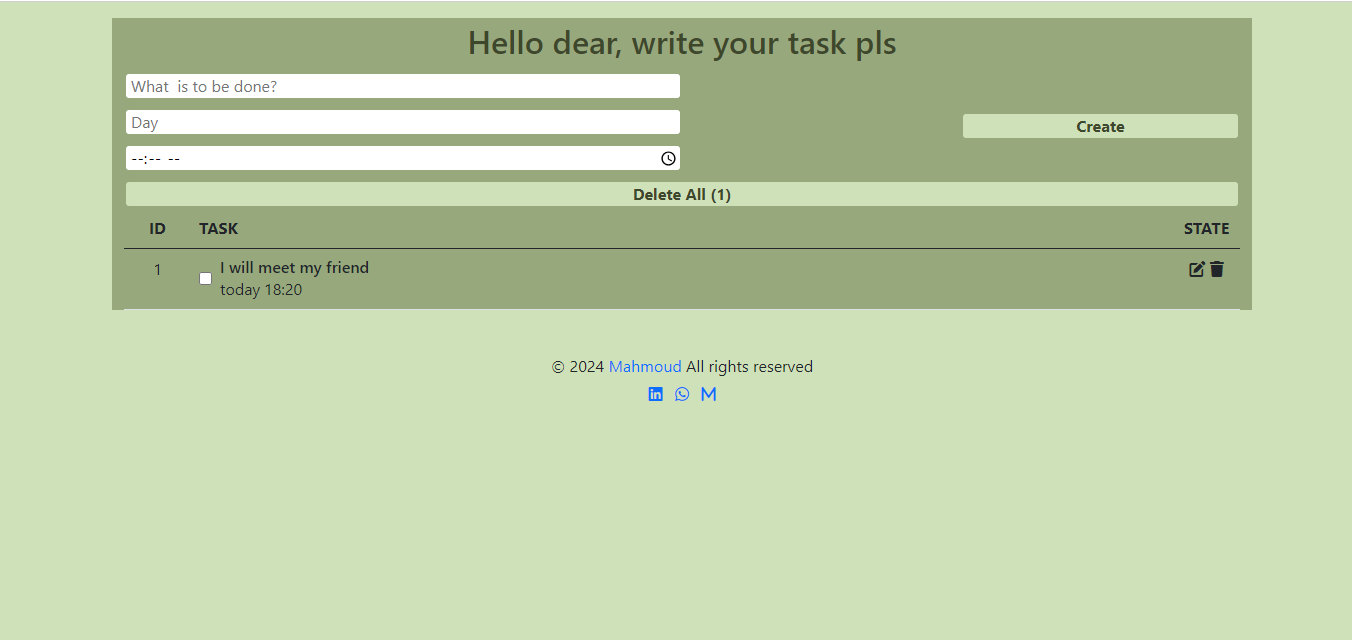 Hello dear, write your task pls
What is to be done?
Day
Create
--:-- --
Delete All (1)
ID TASK STATE
1 I will meet my friend
today 18:20
© 2024 Mahmoud All rights reserved